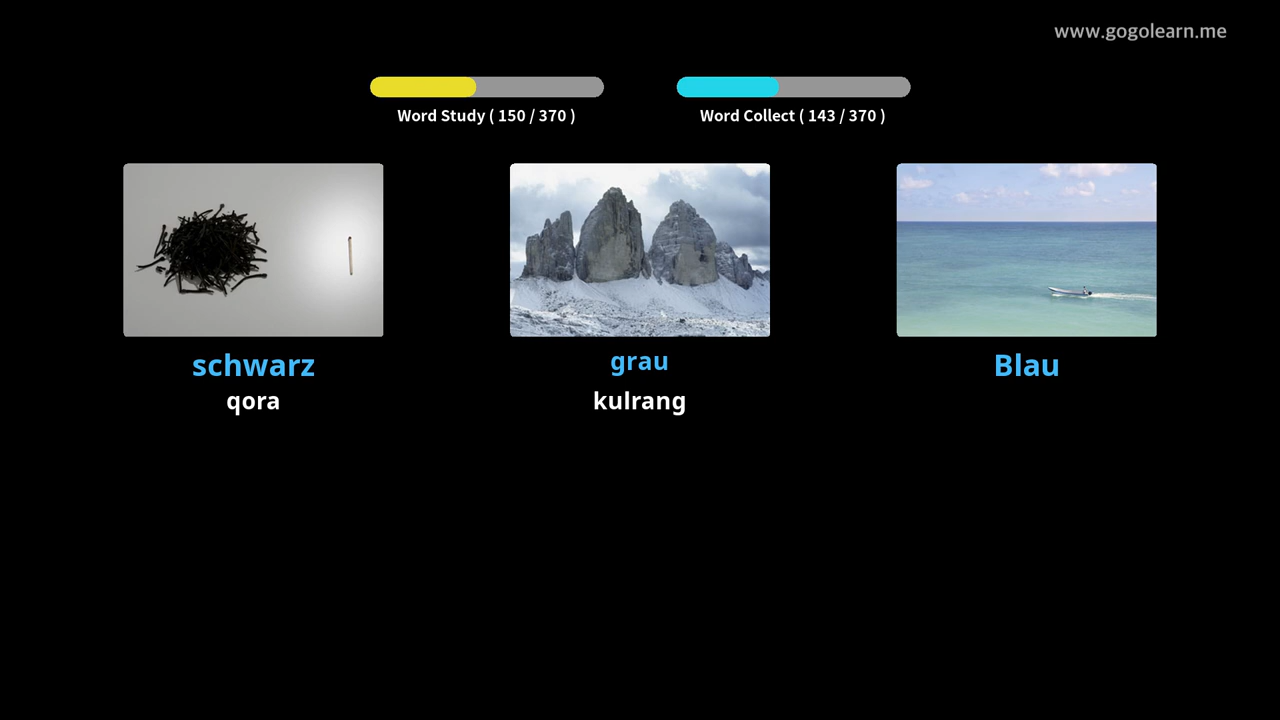 www.gogolearn.me
Word Study ( 150 / 370 )
Word Collect ( 143 / 370 )
schwarz
qora
grau
kulrang
Blau